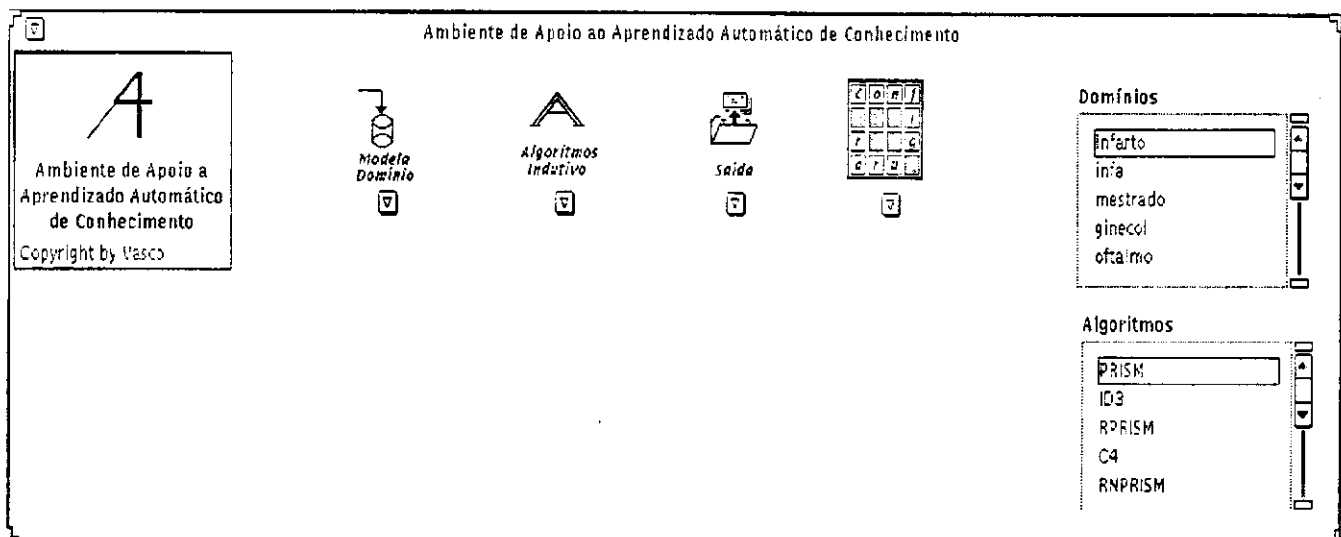 Ambiente de Apoio ao Aprendizado Automático de Conhecimento
Ambiente de Apoio a
Aprendizado Automático
de Conhecimento
Copyright by Vasco
Modela
Domínio
Algoritmos
Indutivo
Saída
Domínios
infarto
infa
mestrado
ginecol
oftalmo
Algoritmos
PRISM
ID3
RPRISM
C4
RNPRISM